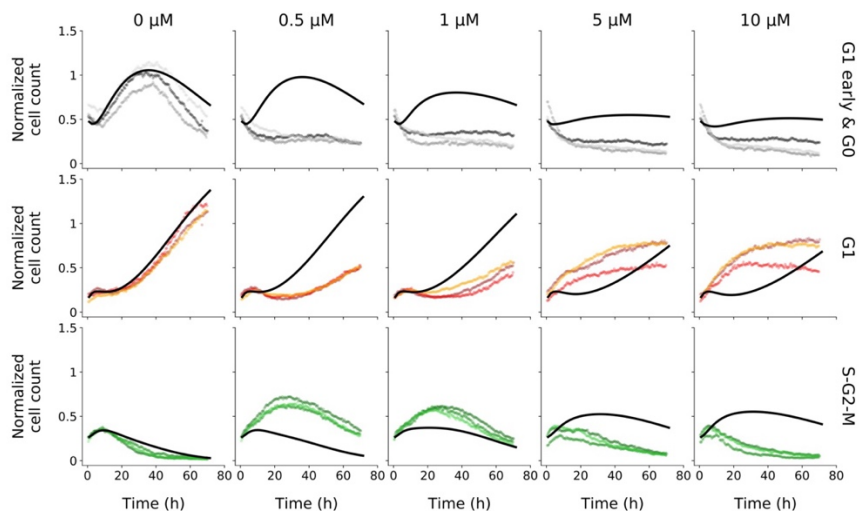 0 µM 0.5 µM 1 µM 5 µM 10 µM
Normalized
cell count
1.5
1
0.5
0
G1 early & G0
Normalized
cell count
1.5
1
0.5
0
G1
Normalized
cell count
1.5
1
0.5
0
S-G2-M
0 20 40 60 80 0 20 40 60 80 0 20 40 60 80 0 20 40 60 80 0 20 40 60 80
Time (h) Time (h) Time (h) Time (h) Time (h)